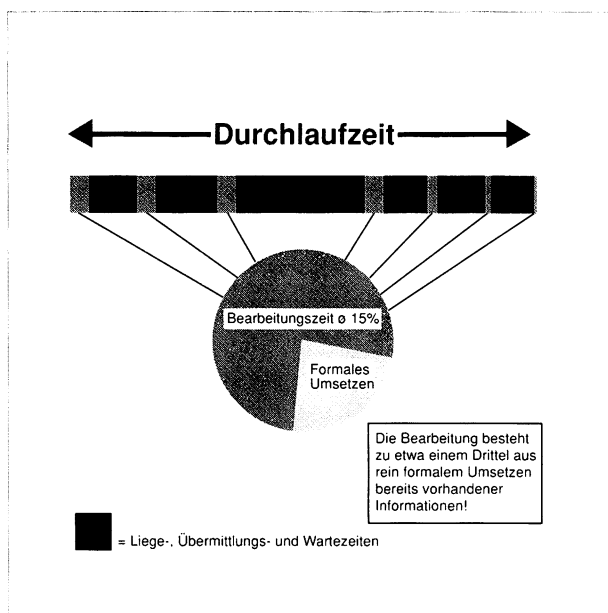 Durchlaufzeit
Bearbeitungszeit ø 15%
Formales
Umsetzen
Die Bearbeitung besteht
zu etwa einem Drittel aus
rein formalem Umsetzen
bereits vorhandener
Informationen!
= Liege-, Übermittlungs- und Wartezeiten